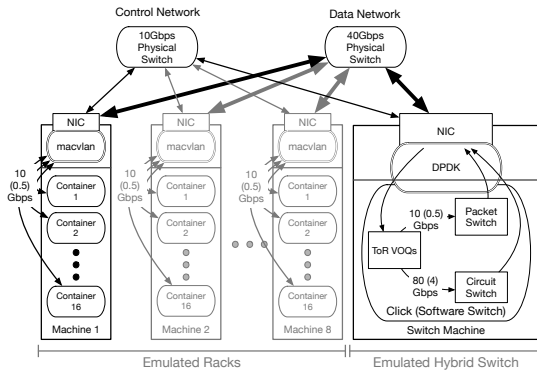 Control Network
Data Network
10Gbps
Physical
Switch
40Gbps
Physical
Switch
NIC
macvlan
10
(0.5)
Gbps
Container
1
Container
2
Container
16
Machine 1
NIC
macvlan
10
(0.5)
Gbps
Container
1
Container
2
Container
16
Machine 2
NIC
macvlan
10
(0.5)
Gbps
Container
1
Container
2
Container
16
Machine 8
NIC
DPDK
10 (0.5)
Gbps
Packet
Switch
ToR VOQs
80 (4)
Gbps
Circuit
Switch
Click (Software Switch)
Switch Machine
Emulated Racks
Emulated Hybrid Switch